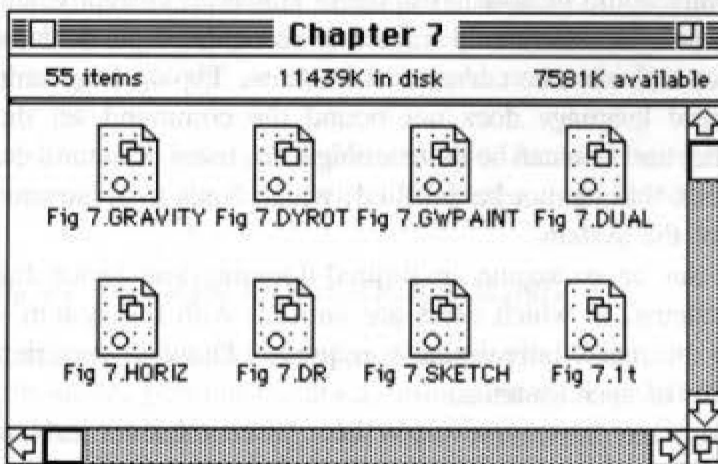 Chapter 7
55 items 11439K in disk 7581K available
Fig 7.GRAVITY Fig 7.DYROT Fig 7.GWPAINT Fig 7.DUAL
Fig 7.HORIZ Fig 7.DR Fig 7.SKETCH Fig 7.1t